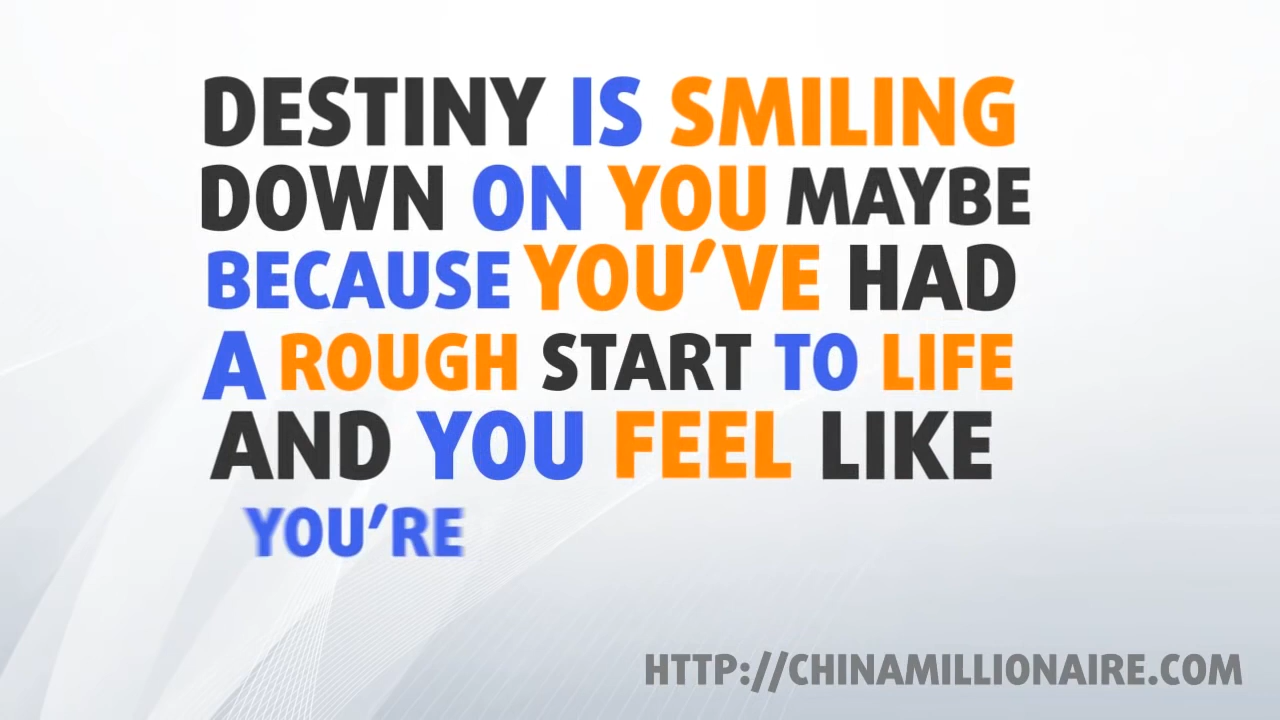 DESTINY IS SMILING
DOWN ON YOU MAYBE
BECAUSE YOU'VE HAD
A ROUGH START TO LIFE
AND YOU FEEL LIKE
YOU'RE
HTTP://CHINAMILLIONAIRE.COM